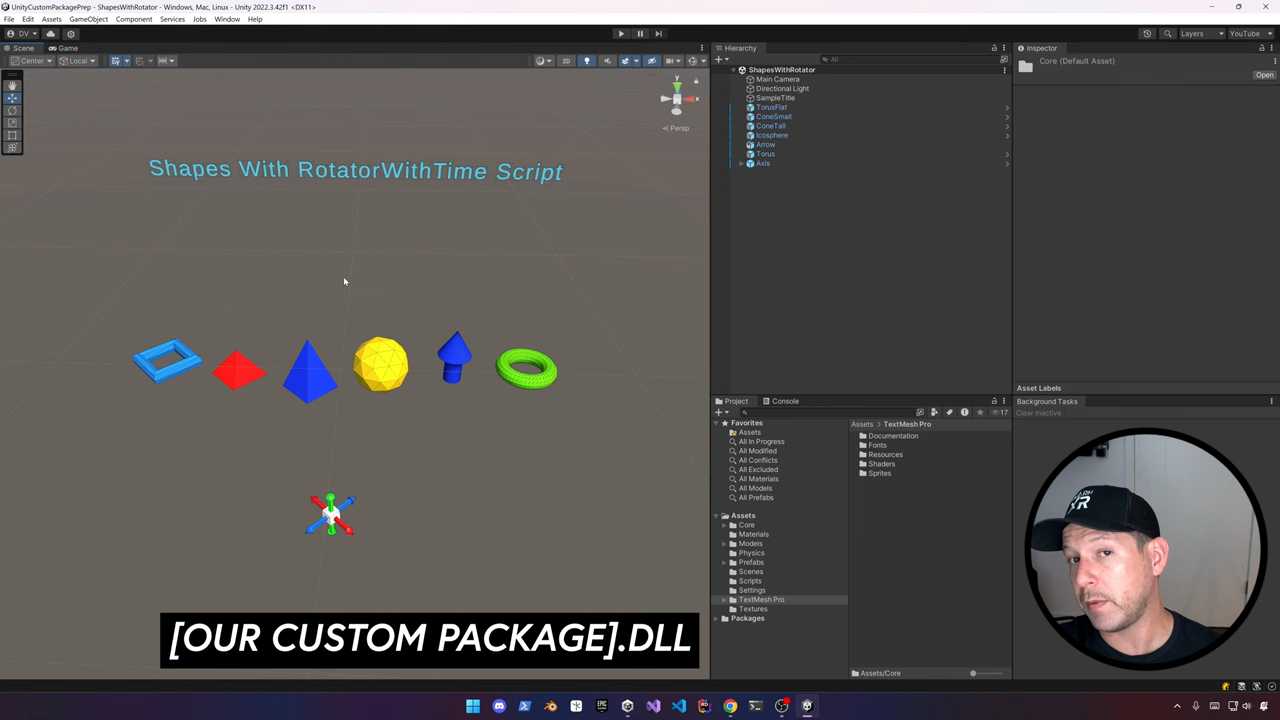 UnityCustomPackagePrep - ShapesWithRotator - Windows, Mac, Linux - Unity 2022.3.42f1 <DX11>
File Edit Assets GameObject Component Services Jobs Window Help
DV Layers YouTube
Scene Game
Center Local 2D
Shapes With RotatorWithTime Script
y
x
Persp
[OUR CUSTOM PACKAGE].DLL
Hierarchy
All
ShapesWithRotator
Main Camera
Directional Light
SampleTitle
TorusFlat
ConeSmall
ConeTall
Icosphere
Arrow
Torus
Axis
Inspector
Core (Default Asset)
Open
Asset Labels
Background Tasks
Clear Inactive
Project Console
17
Favorites
Assets
All In Progress
All Modified
All Conflicts
All Excluded
All Materials
All Models
All Prefabs
Assets
Core
Materials
Models
Physics
Prefabs
Scenes
Scripts
Settings
TextMesh Pro
Textures
Packages
Assets > TextMesh Pro
Documentation
Fonts
Resources
Shaders
Sprites
Assets/Core